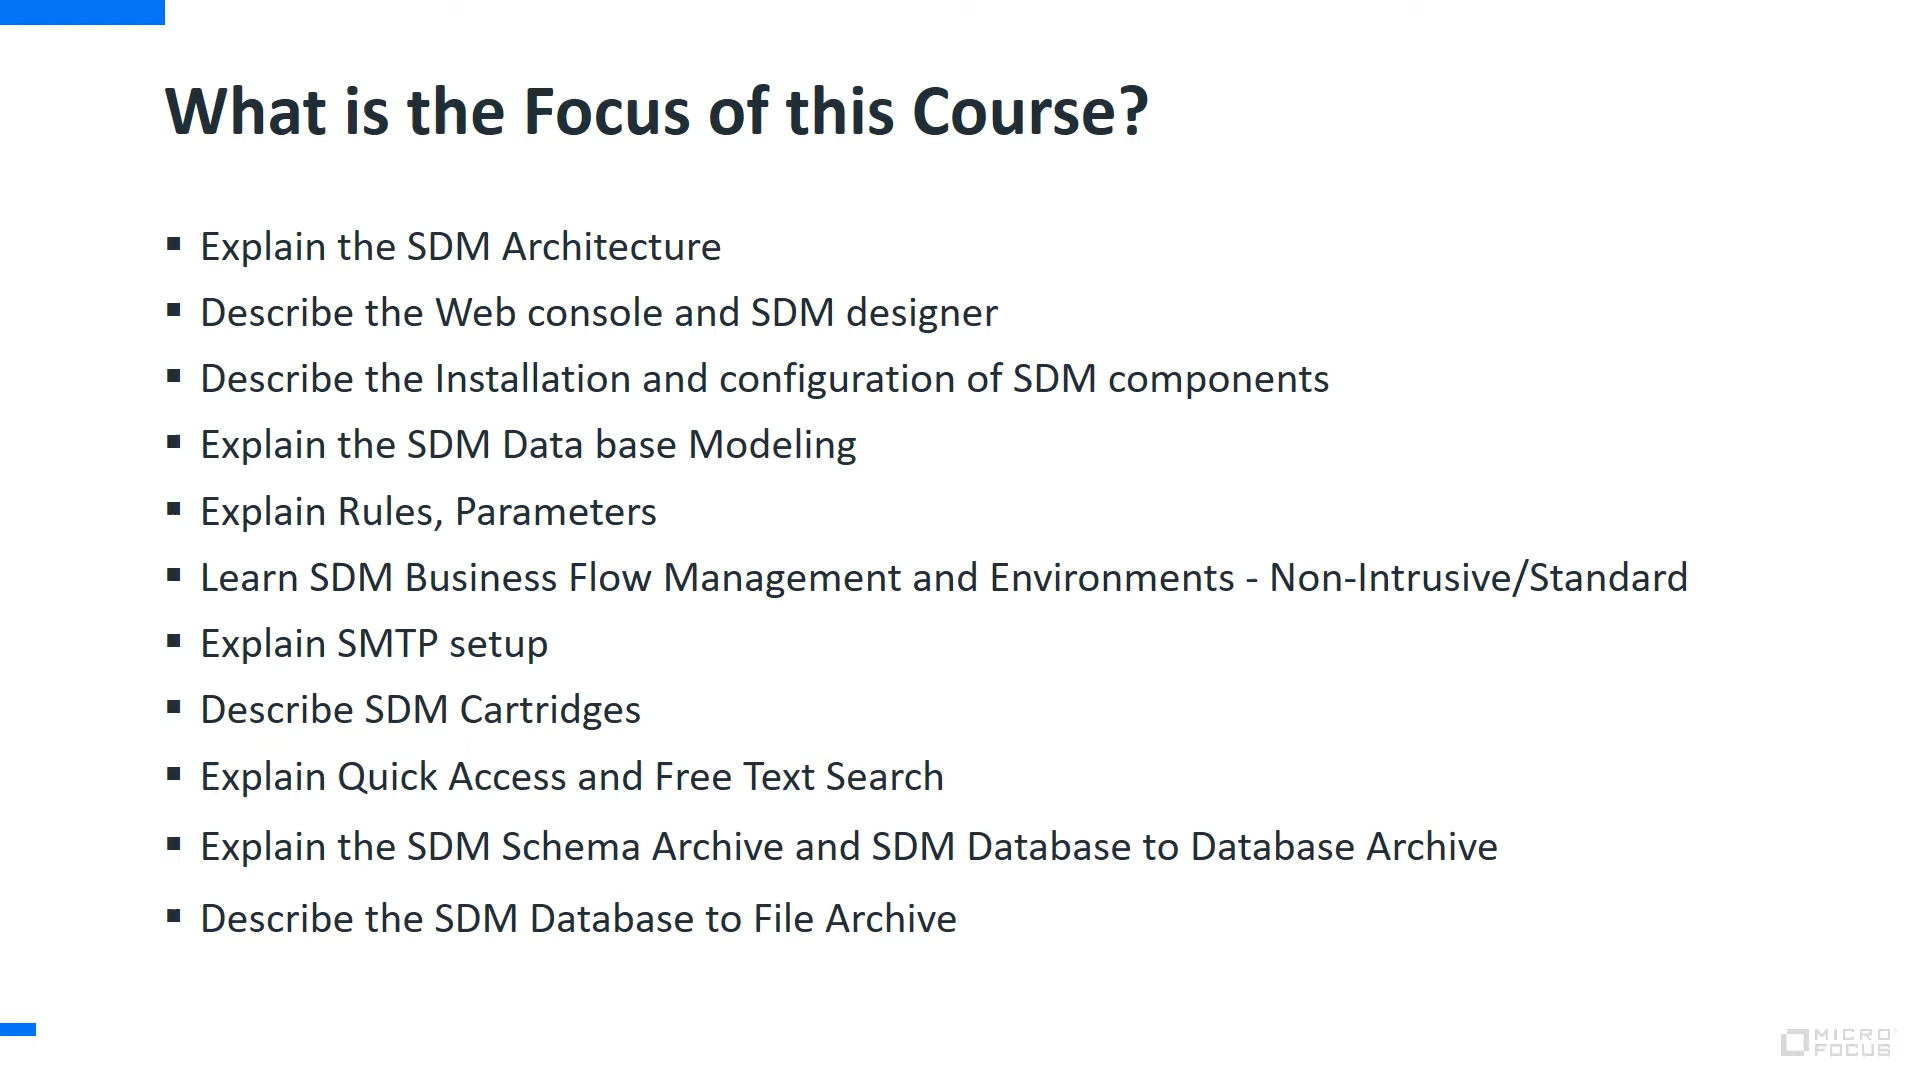 What is the Focus of this Course?
▪ Explain the SDM Architecture
▪ Describe the Web console and SDM designer
▪ Describe the Installation and configuration of SDM components
▪ Explain the SDM Data base Modeling
▪ Explain Rules, Parameters
▪ Learn SDM Business Flow Management and Environments - Non-Intrusive/Standard
▪ Explain SMTP setup
▪ Describe SDM Cartridges
▪ Explain Quick Access and Free Text Search
▪ Explain the SDM Schema Archive and SDM Database to Database Archive
▪ Describe the SDM Database to File Archive
MICRO
FOCUS